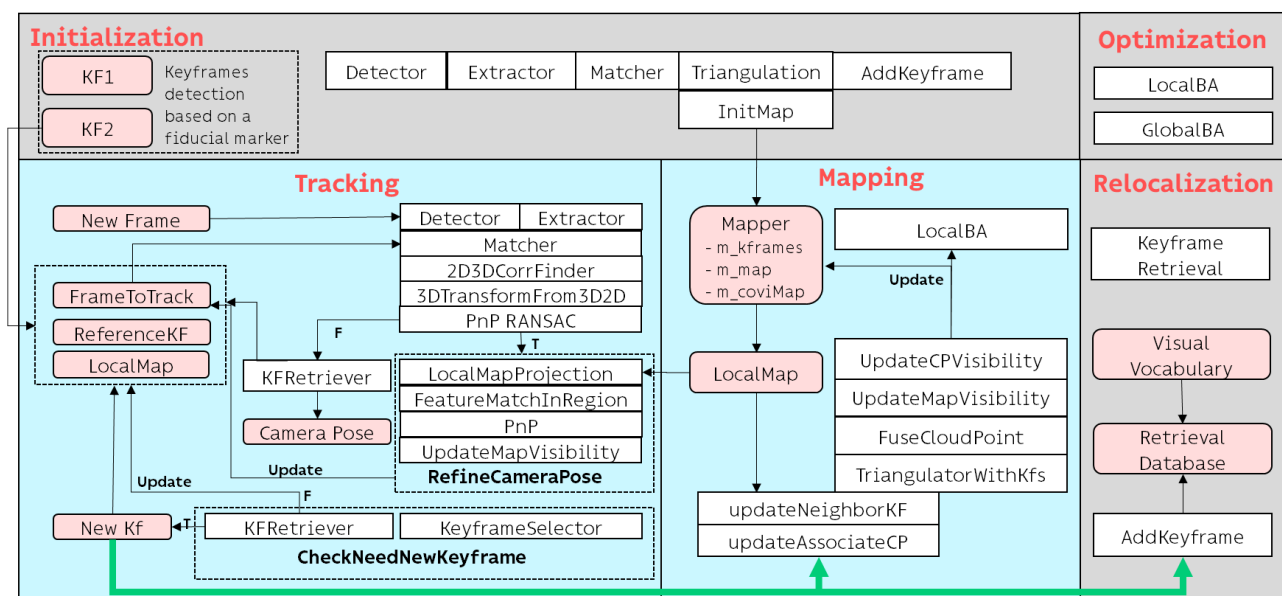 Initialization
KF1
KF2
Keyframes
detection
based on a
fiducial marker
Detector
Extractor
Matcher
Triangulation
AddKeyframe
InitMap
Optimization
LocalBA
GlobalBA
Tracking
New Frame
Detector
Extractor
Matcher
2D3DCorrFinder
3DTransformFrom3D2D
PnP RANSAC
FrameToTrack
ReferenceKF
LocalMap
F
T
KFRetriever
Camera Pose
LocalMapProjection
FeatureMatchInRegion
PnP
UpdateMapVisibility
RefineCameraPose
Update
Update
F
New Kf
T
KFRetriever
KeyframeSelector
CheckNeedNewKeyframe
Mapping
Mapper
- m_kframes
- m_map
- m_coviMap
LocalBA
Update
LocalMap
UpdateCPVisibility
UpdateMapVisibility
FuseCloudPoint
TriangulatorWithKfs
updateNeighborKF
updateAssociateCP
Relocalization
Keyframe
Retrieval
Visual
Vocabulary
Retrieval
Database
AddKeyframe